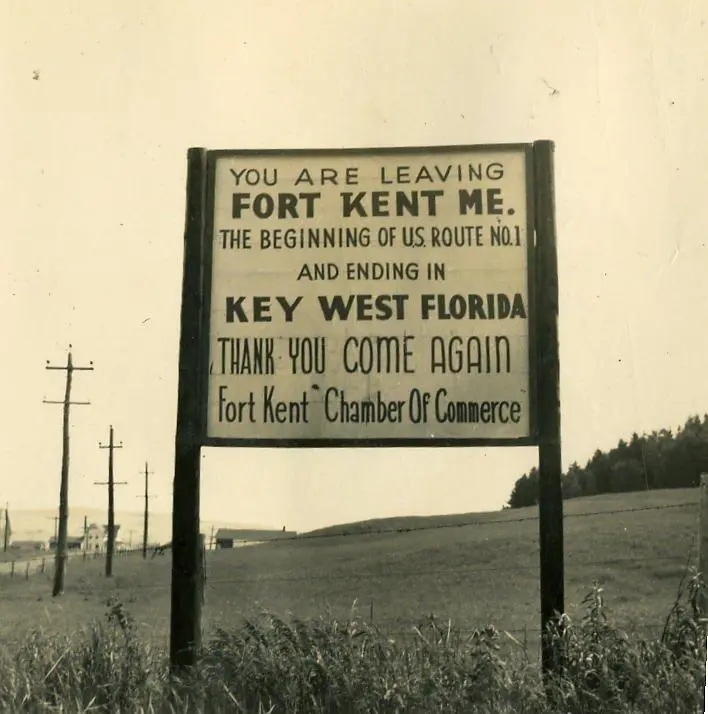 YOU ARE LEAVING
FORT KENT ME.
THE BEGINNING OF U.S. ROUTE NO.1
AND ENDING IN
KEY WEST FLORIDA
THANK YOU COME AGAIN
Fort Kent Chamber Of Commerce